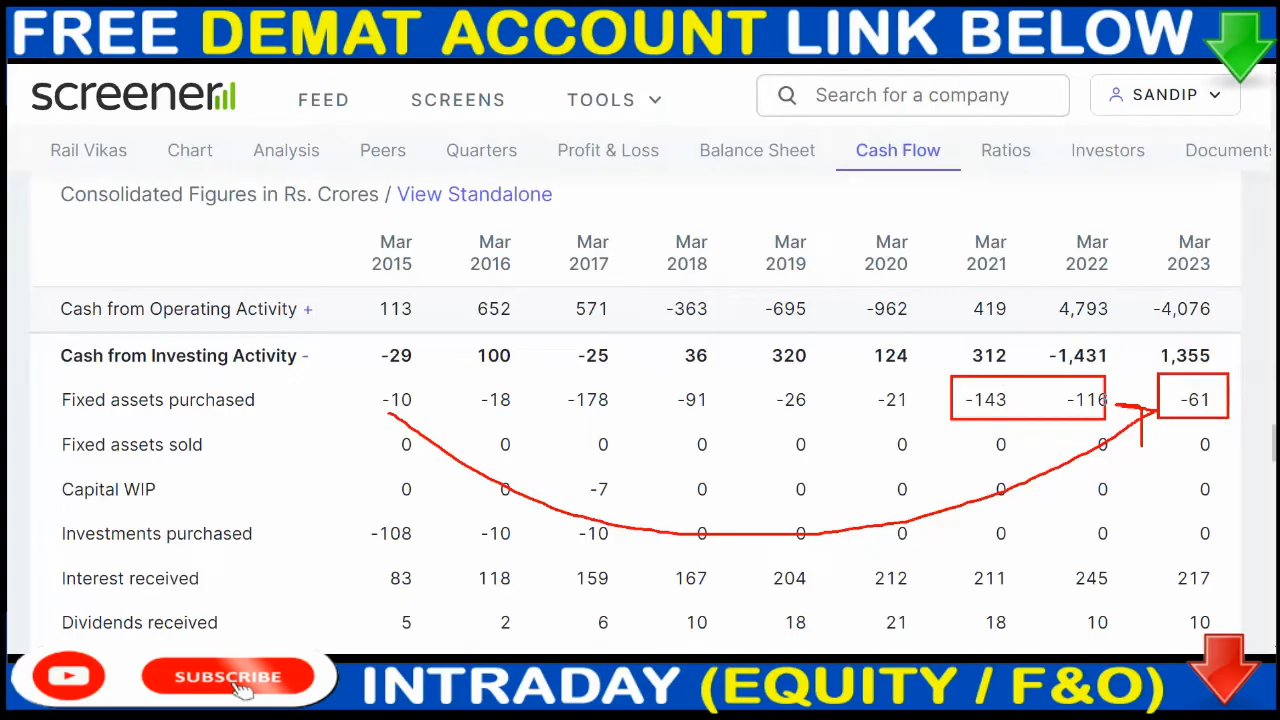 FREE DEMAT ACCOUNT LINK BELOW
screener
FEED SCREENS TOOLS Search for a company SANDIP
Rail Vikas Chart Analysis Peers Quarters Profit & Loss Balance Sheet Cash Flow Ratios Investors Documents
Consolidated Figures in Rs. Crores / View Standalone
Mar 2015 Mar 2016 Mar 2017 Mar 2018 Mar 2019 Mar 2020 Mar 2021 Mar 2022 Mar 2023
Cash from Operating Activity + 113 652 571 -363 -695 -962 419 4,793 -4,076
Cash from Investing Activity - -29 100 -25 36 320 124 312 -1,431 1,355
Fixed assets purchased -10 -18 -178 -91 -26 -21 -143 -116 -61
Fixed assets sold 0 0 0 0 0 0 0 0 0
Capital WIP 0 0 -7 0 0 0 0 0 0
Investments purchased -108 -10 -10 0 0 0 0 0 0
Interest received 83 118 159 167 204 212 211 245 217
Dividends received 5 2 6 10 18 21 18 10 10
SUBSCRIBE
INTRADAY (EQUITY / F&O)